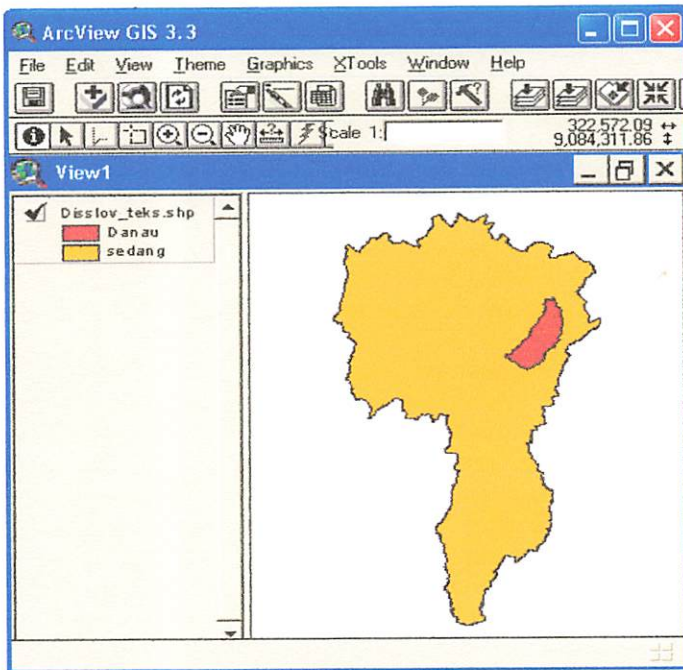 ArcView GIS 3.3
File Edit View Theme Graphics XTools Window Help
Scale 1:
322,572.09
9,084,311.86
View1
Disslov_teks.shp
Danau
sedang